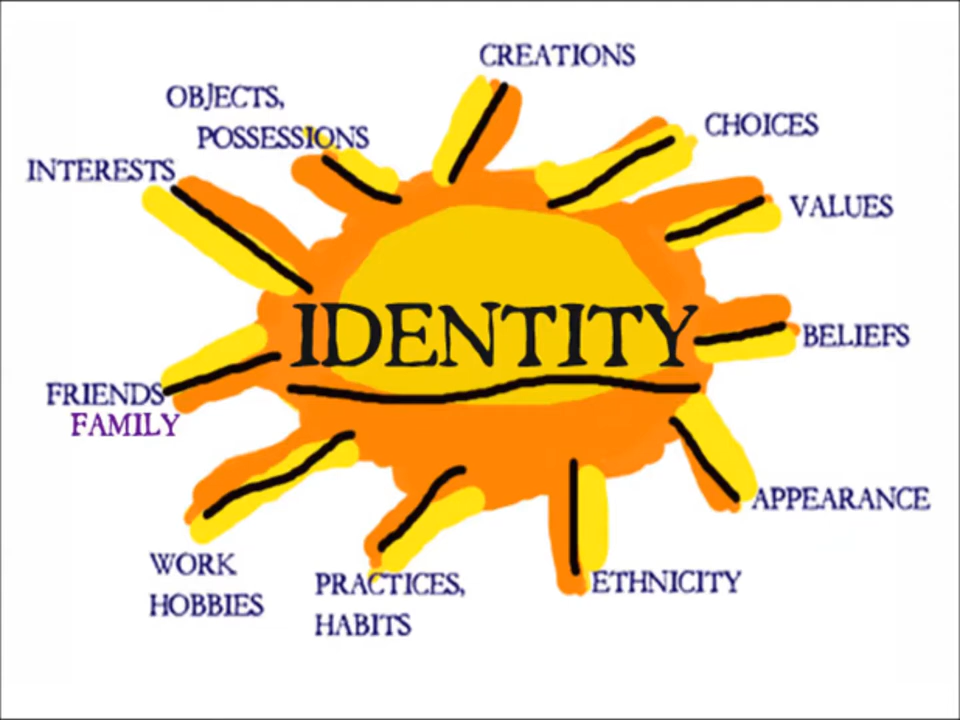 CREATIONS
OBJECTS,
POSSESSIONS
CHOICES
INTERESTS
VALUES
IDENTITY
BELIEFS
FRIENDS
FAMILY
APPEARANCE
WORK
HOBBIES
PRACTICES,
HABITS
ETHNICITY